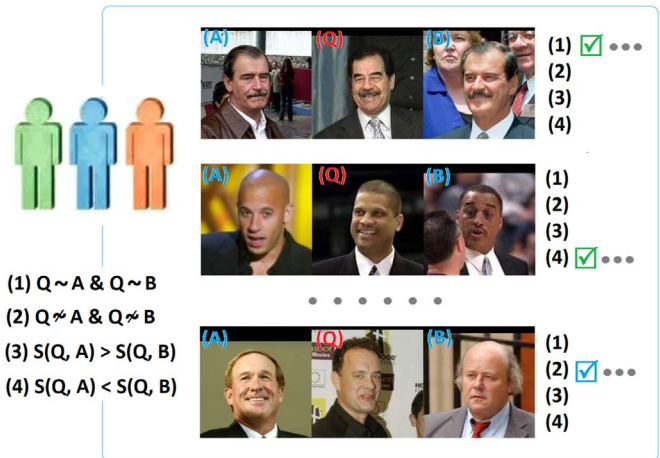 (A) (Q) (B)
(1) ☑ ●●●
(2)
(3)
(4)
(A) (Q) (B)
(1)
(2)
(3)
(4) ☑ ●●●
(1) Q ~ A & Q ~ B
(2) Q ≁ A & Q ≁ B
(3) S(Q, A) > S(Q, B)
(4) S(Q, A) < S(Q, B)
(A) (Q) (B)
(1)
(2) ☑ ●●●
(3)
(4)